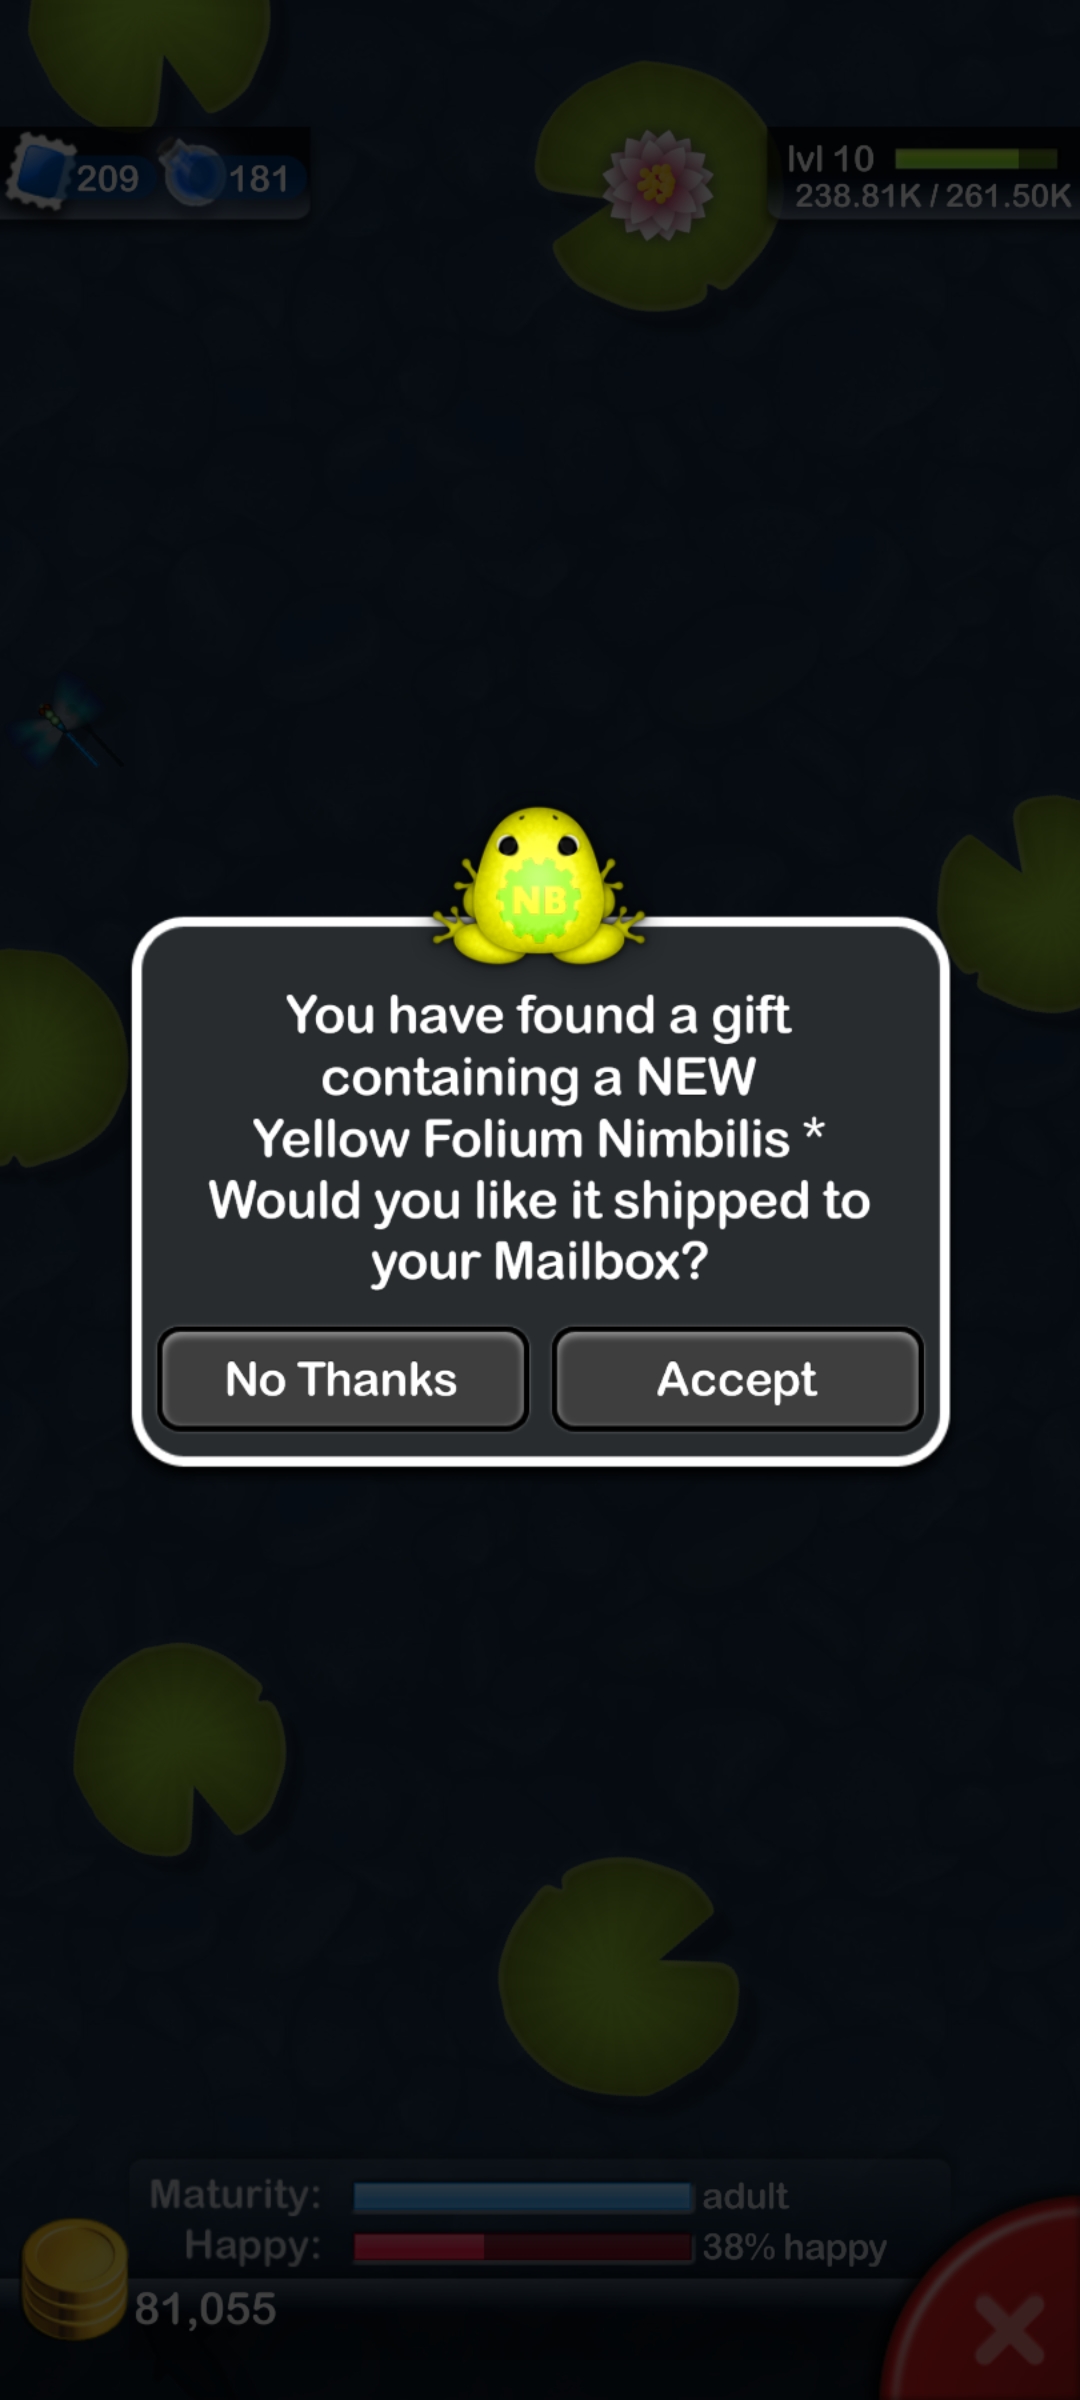 209
181
lvl 10
238.81K / 261.50K
NB
You have found a gift
containing a NEW
Yellow Folium Nimbilis *
Would you like it shipped to
your Mailbox?
No Thanks
Accept
Maturity: adult
Happy: 38% happy
81,055